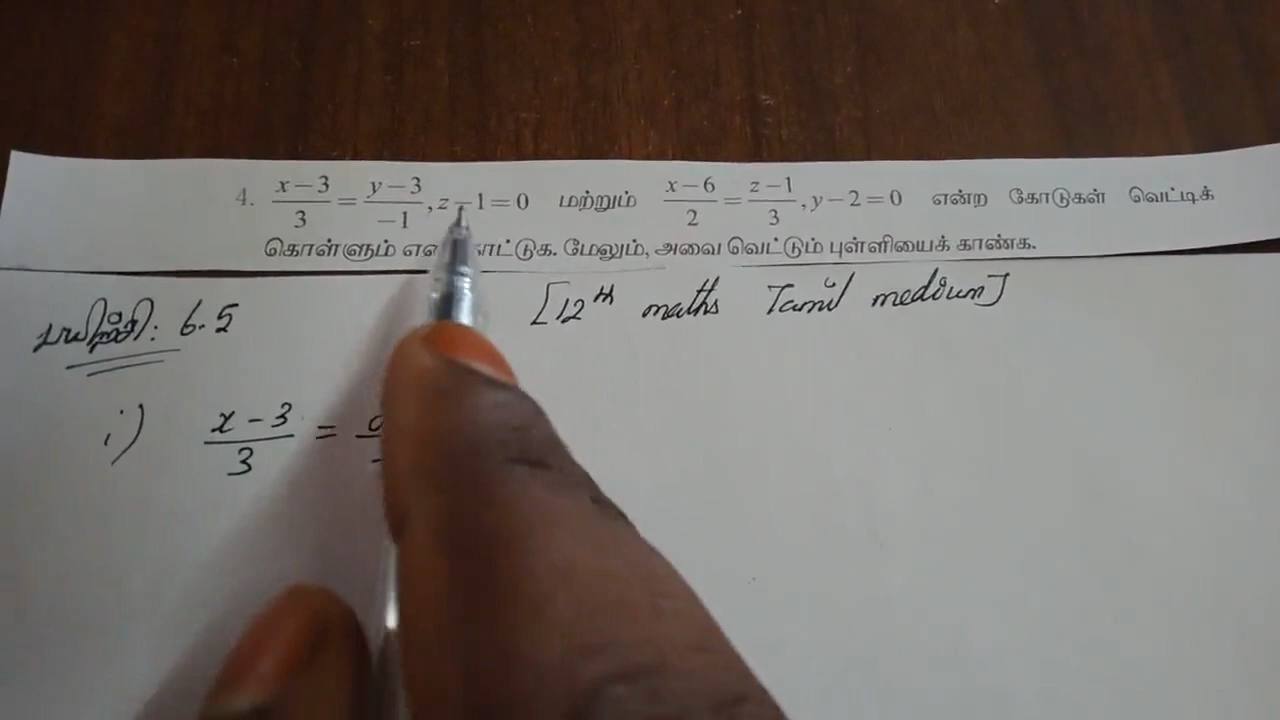 4. (x−3)/3 = (y−3)/−1, z−1=0 மற்றும் (x−6)/2 = (z−1)/3, y−2=0 என்ற கோடுகள் வெட்டிக்
கொள்ளும் காட்டுக. மேலும், அவை வெட்டும் புள்ளியைக் காண்க.
[12th maths Tamil medium]
பயிற்சி: 6.5
i) (x−3)/3 =